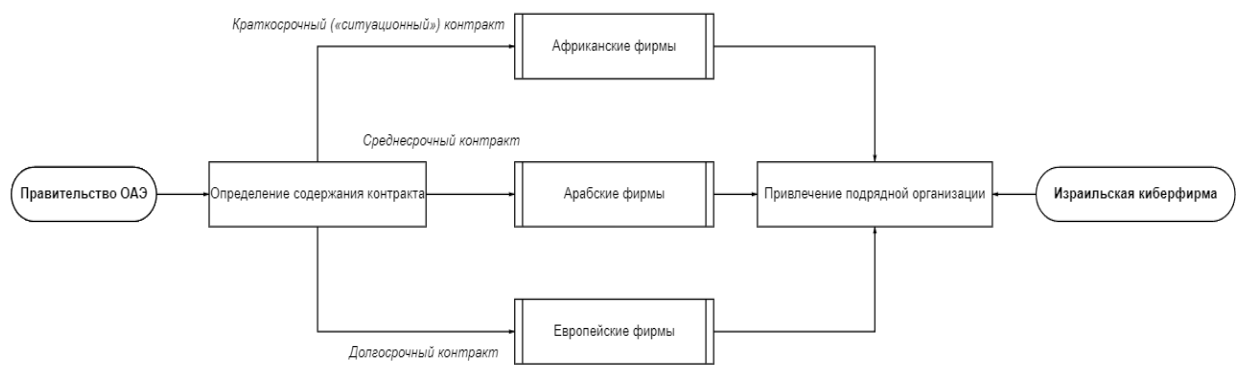 Краткосрочный («ситуационный») контракт
Африканские фирмы
Среднесрочный контракт
Правительство ОАЭ
Определение содержания контракта
Арабские фирмы
Привлечение подрядной организации
Израильская киберфирма
Европейские фирмы
Долгосрочный контракт